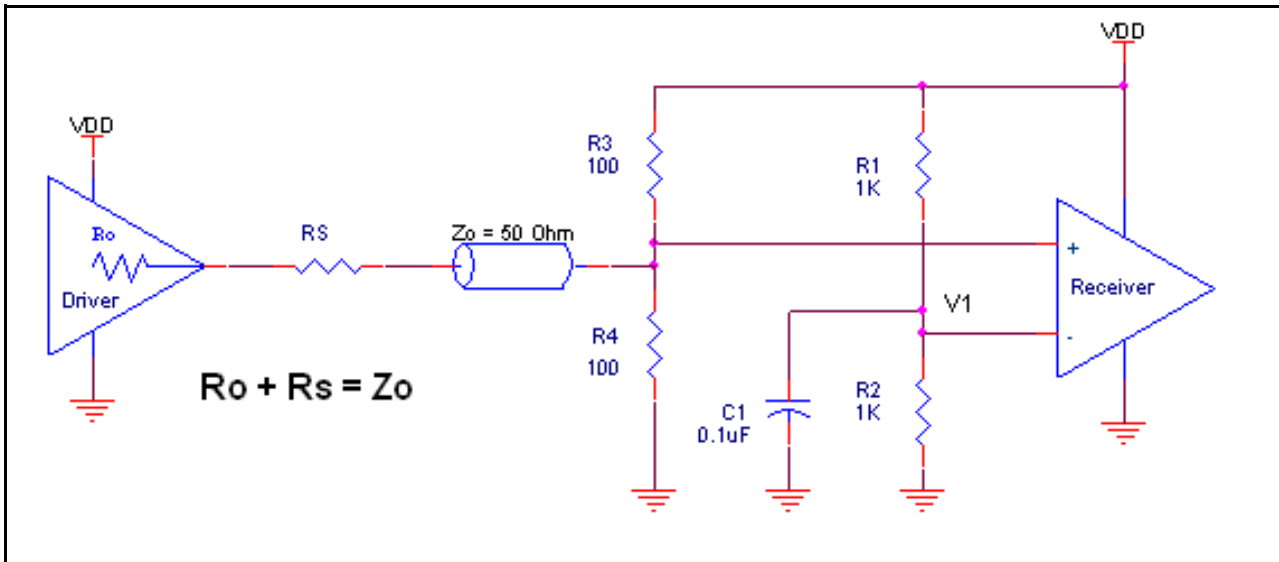 VDD
VDD
R3
100
R1
1K
Ro
RS
Zo = 50 Ohm
+
Driver
Receiver
V1
-
R4
100
Ro + Rs = Zo
C1
0.1uF
R2
1K